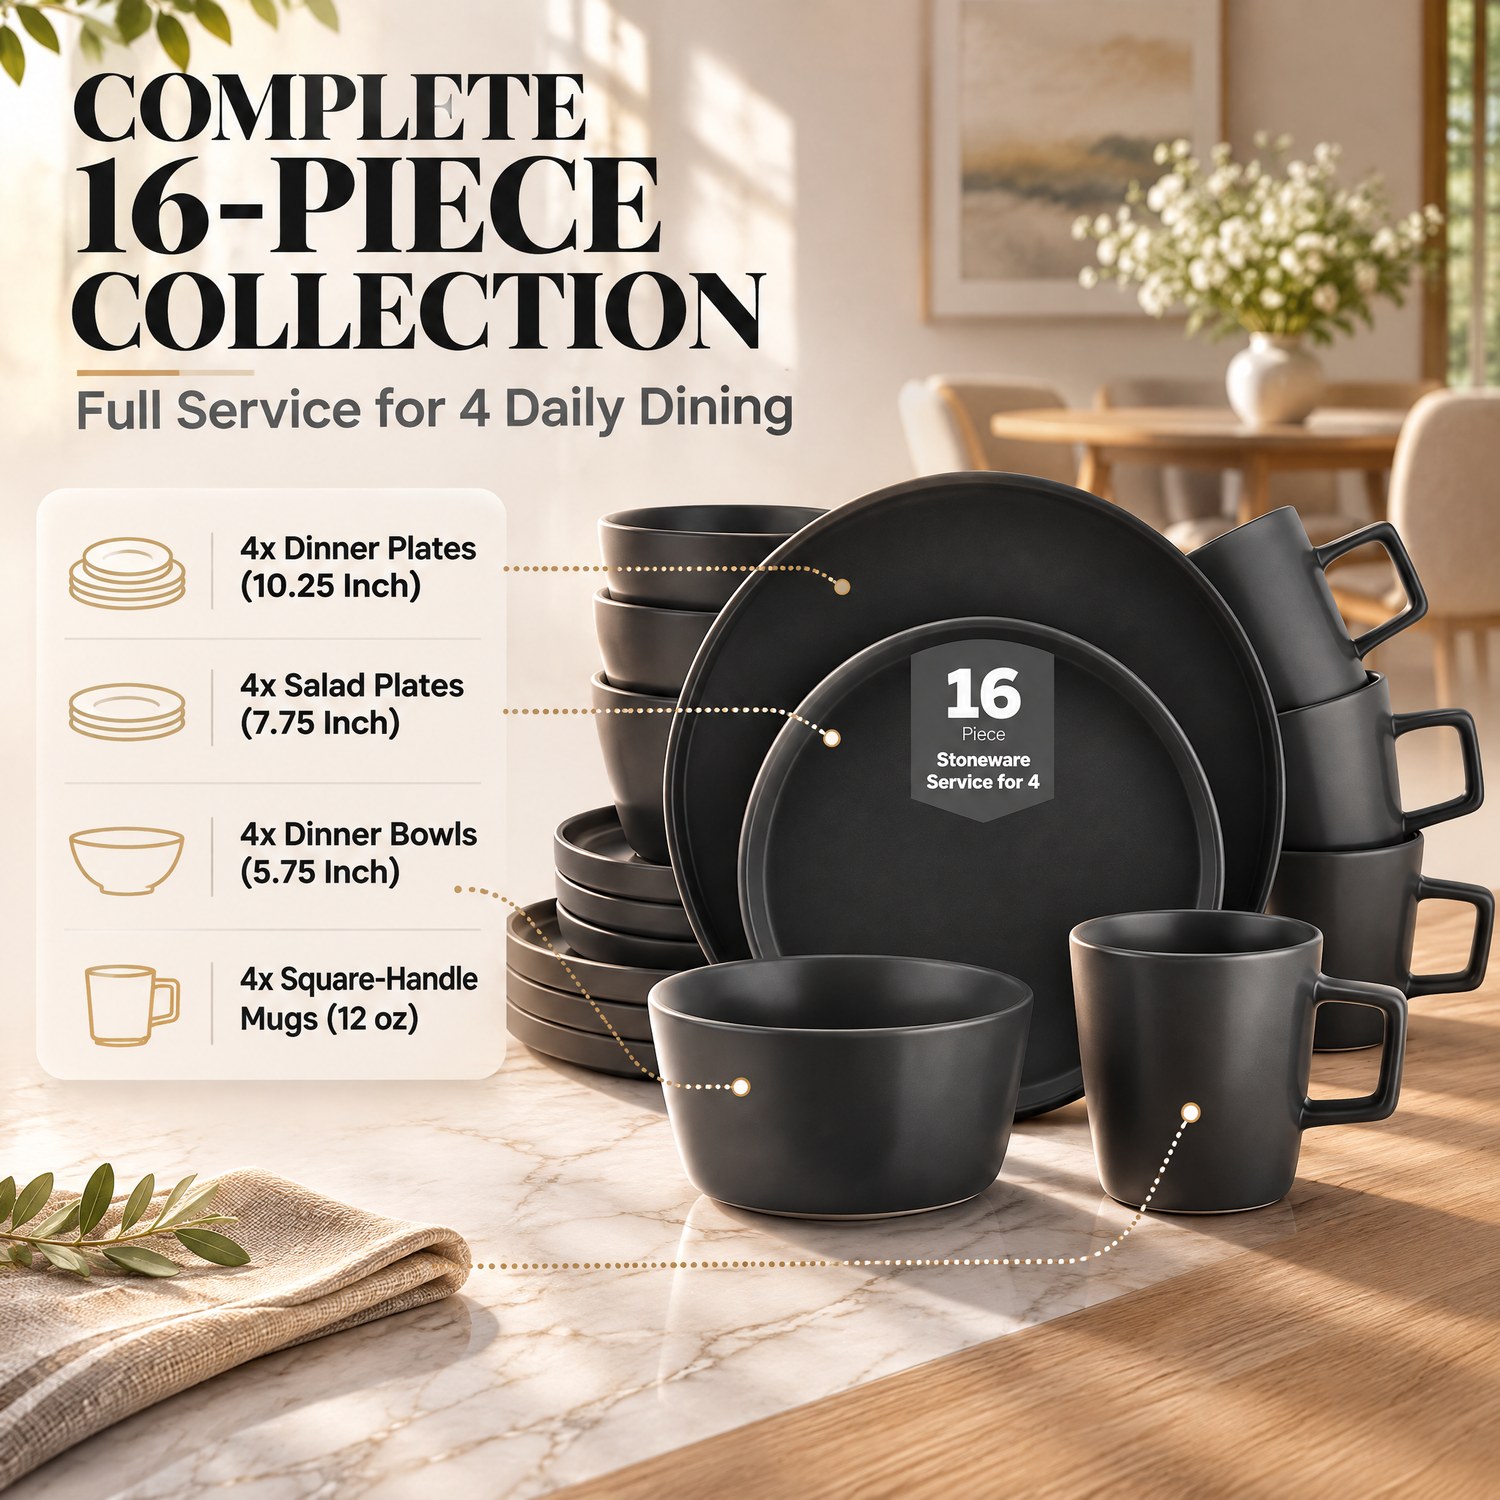 COMPLETE
16-PIECE
COLLECTION
Full Service for 4 Daily Dining
4x Dinner Plates
(10.25 Inch)
4x Salad Plates
(7.75 Inch)
4x Dinner Bowls
(5.75 Inch)
4x Square-Handle
Mugs (12 oz)
16
Piece
Stoneware
Service for 4